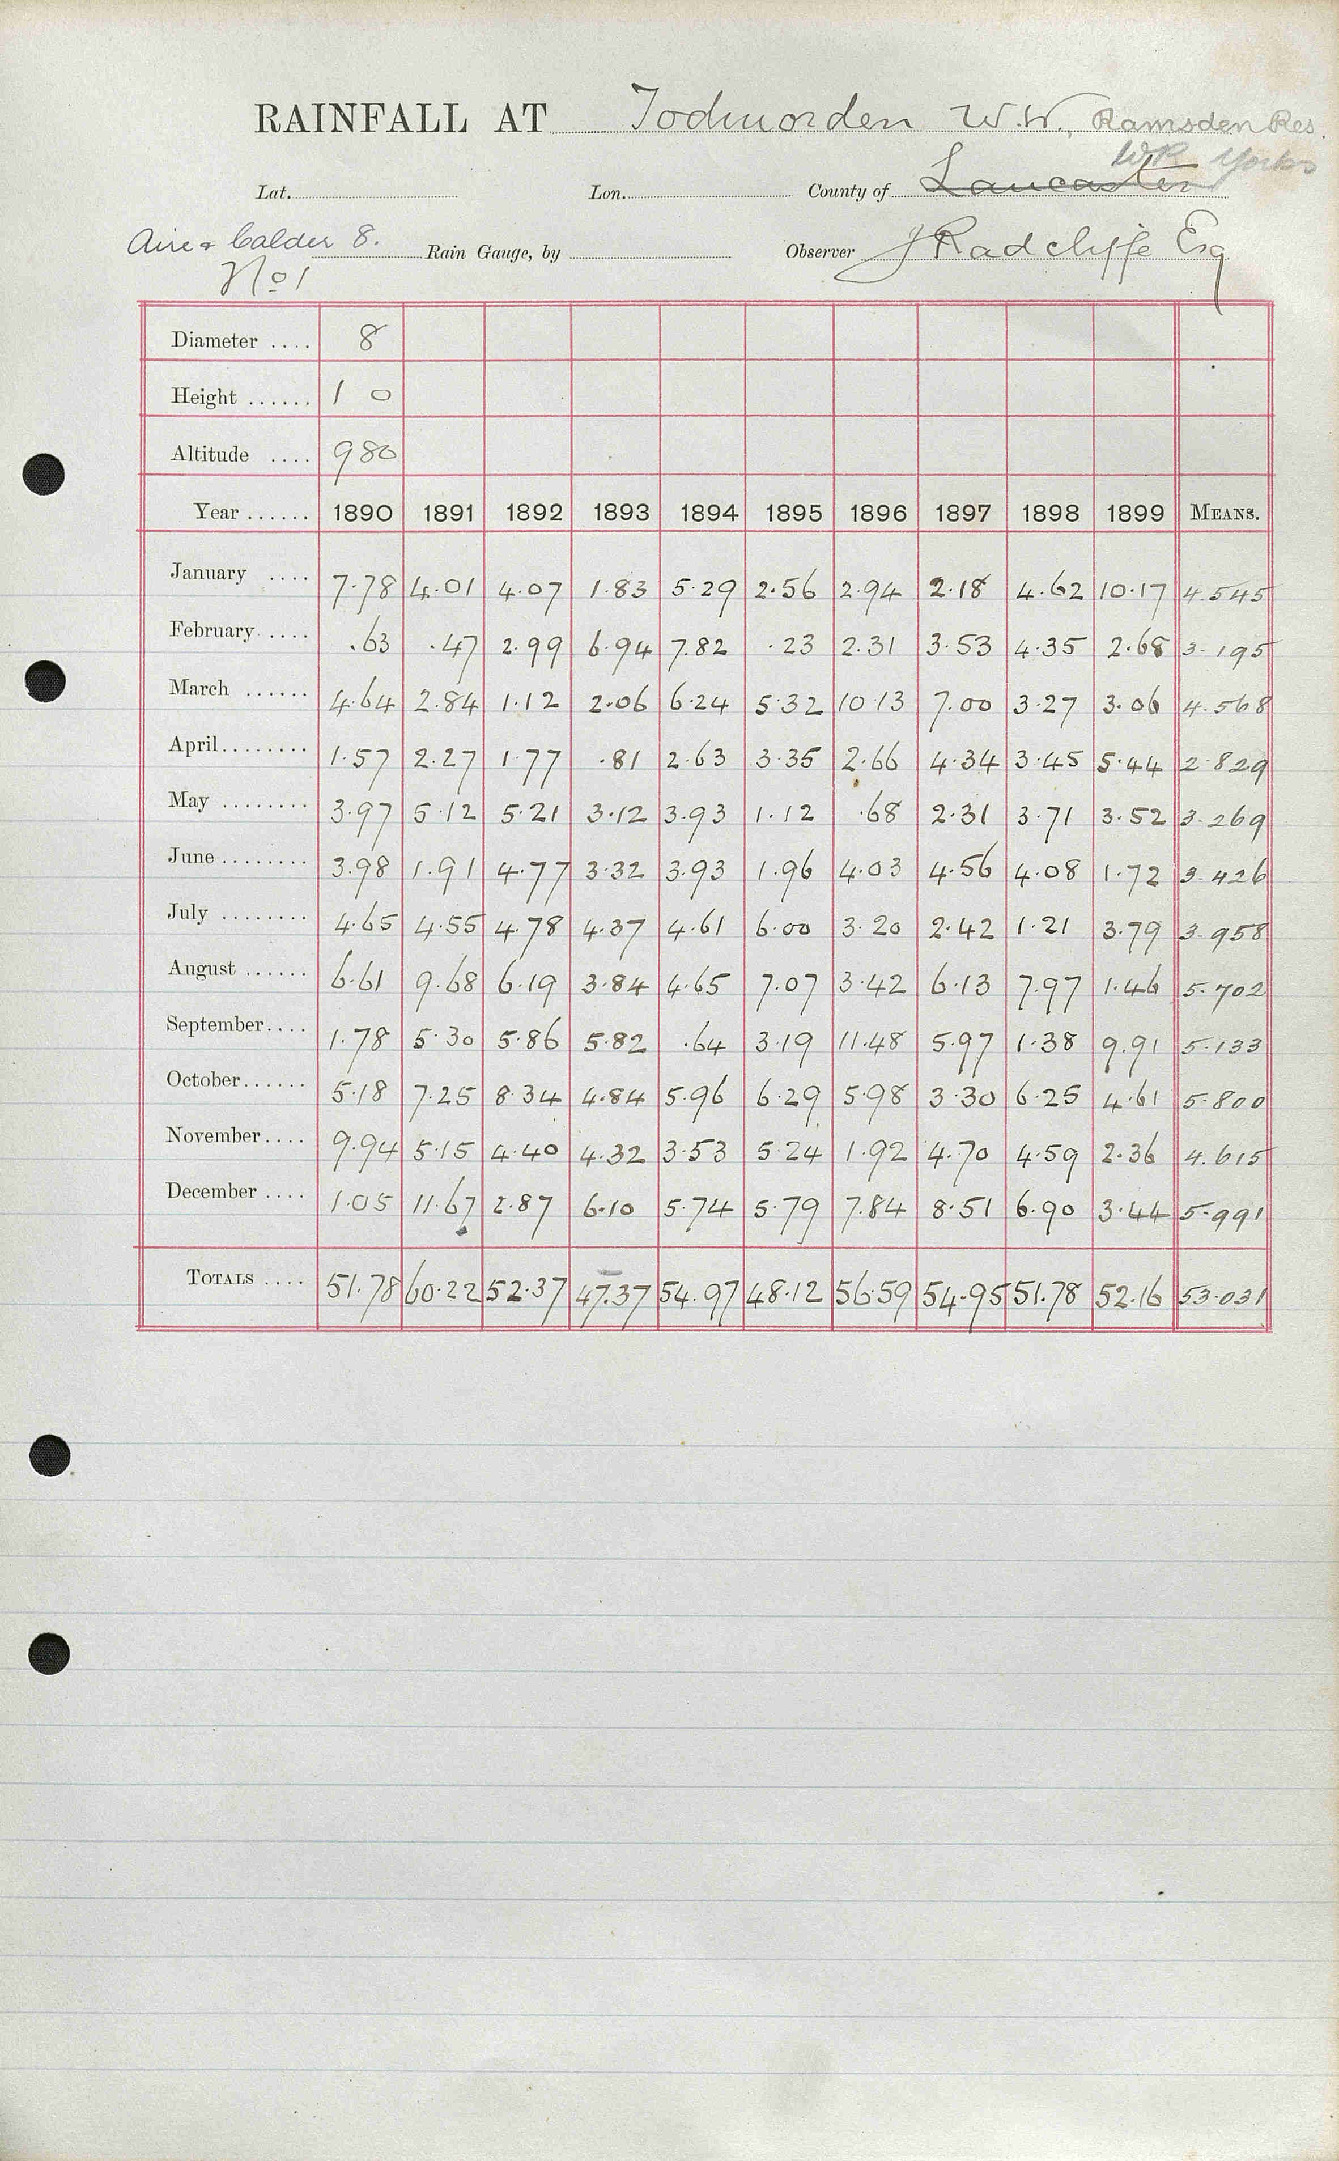 RAINFALL AT Todmorden W.W., Ramsden Res.
WR Yorks
Lat. Lon. County of Lancaster
Aire & Calder 8. Rain Gauge, by Observer J Radcliffe Esq
No 1
Diameter .... 8
Height ...... 1 0
Altitude .... 980
Year ...... 1890 1891 1892 1893 1894 1895 1896 1897 1898 1899 MEANS.
January .... 7.78 4.01 4.07 1.83 5.29 2.56 2.94 2.18 4.62 10.17 4.545
February..... .63 .47 2.99 6.94 7.82 .23 2.31 3.53 4.35 2.68 3.195
March ...... 4.64 2.84 1.12 2.06 6.24 5.32 10.13 7.00 3.27 3.06 4.568
April........ 1.57 2.27 1.77 .81 2.63 3.35 2.66 4.34 3.45 5.44 2.829
May ........ 3.97 5.12 5.21 3.12 3.93 1.12 .68 2.31 3.71 3.52 3.269
June ........ 3.98 1.91 4.77 3.32 3.93 1.96 4.03 4.56 4.08 1.72 3.426
July ........ 4.65 4.55 4.78 4.37 4.61 6.00 3.20 2.42 1.21 3.79 3.958
August ...... 6.61 9.68 6.19 3.84 4.65 7.07 3.42 6.13 7.97 1.46 5.702
September.... 1.78 5.30 5.86 5.82 .64 3.19 11.48 5.97 1.38 9.91 5.133
October...... 5.18 7.25 8.34 4.84 5.96 6.29 5.98 3.30 6.25 4.61 5.800
November.... 9.94 5.15 4.40 4.32 3.53 5.24 1.92 4.70 4.59 2.36 4.615
December .... 1.05 11.67 2.87 6.10 5.74 5.79 7.84 8.51 6.90 3.44 5.991
TOTALS .... 51.78 60.22 52.37 47.37 54.97 48.12 56.59 54.95 51.78 52.16 53.031